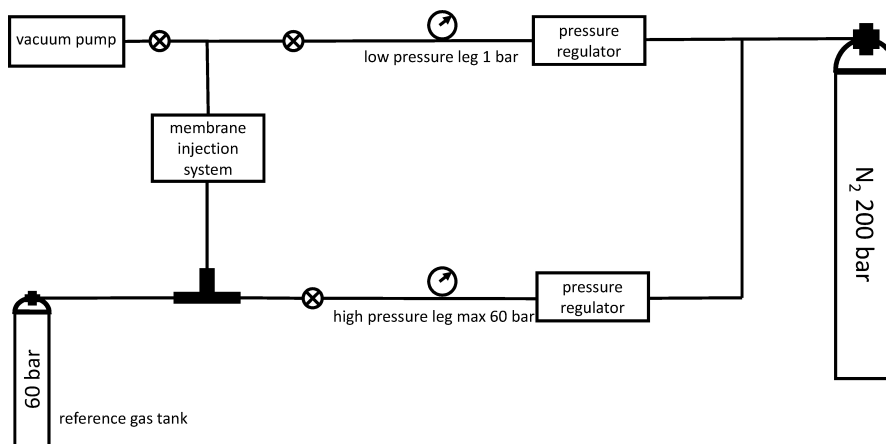 vacuum pump
low pressure leg 1 bar
pressure
regulator
membrane
injection
system
N₂ 200 bar
high pressure leg max 60 bar
pressure
regulator
60 bar
reference gas tank